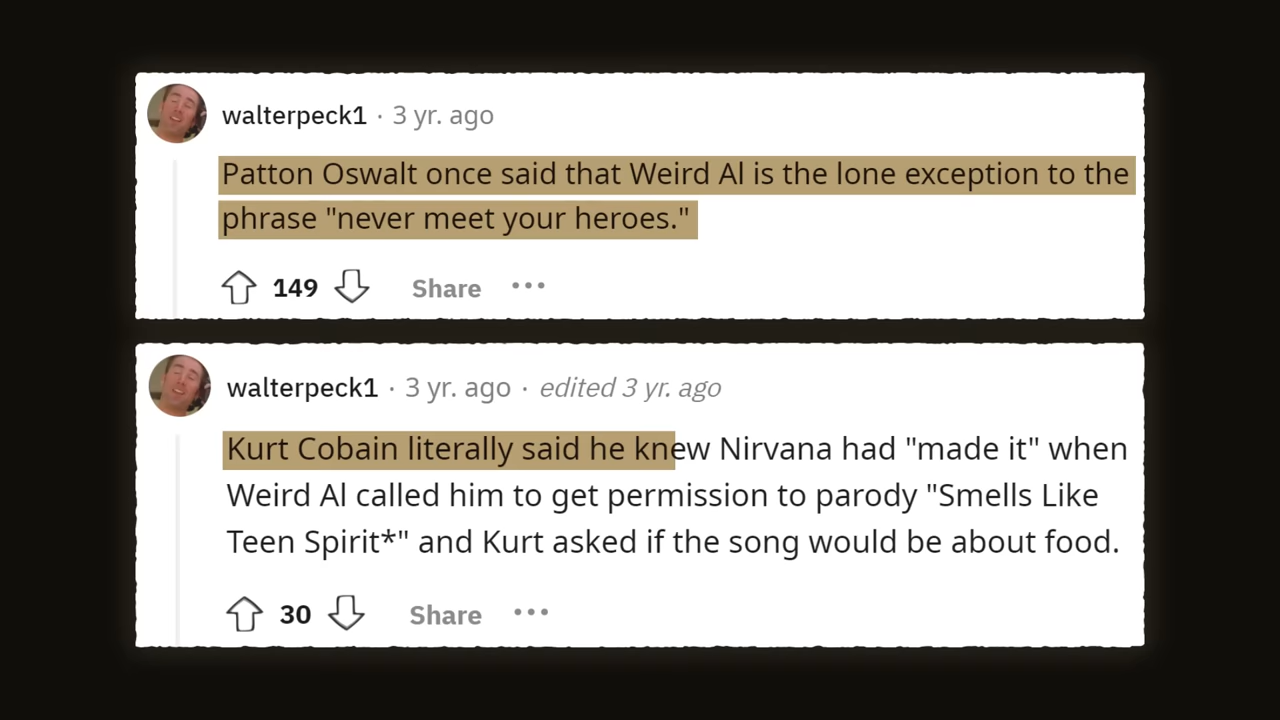 walterpeck1 · 3 yr. ago
Patton Oswalt once said that Weird Al is the lone exception to the
phrase "never meet your heroes."
149 Share •••
walterpeck1 · 3 yr. ago · edited 3 yr. ago
Kurt Cobain literally said he knew Nirvana had "made it" when
Weird Al called him to get permission to parody "Smells Like
Teen Spirit*" and Kurt asked if the song would be about food.
30 Share •••